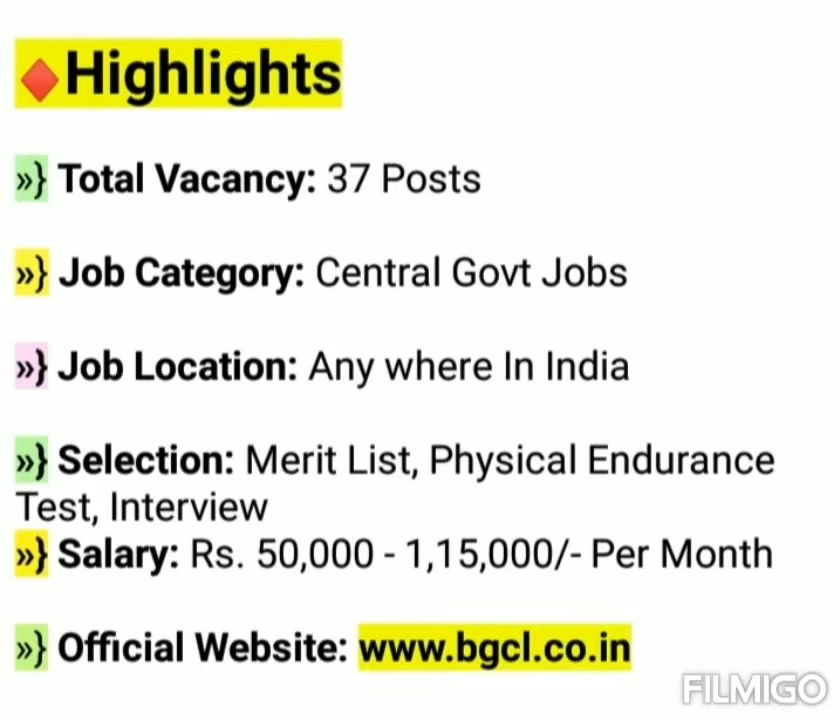 ♦Highlights
»} Total Vacancy: 37 Posts
»} Job Category: Central Govt Jobs
»} Job Location: Any where In India
»} Selection: Merit List, Physical Endurance
Test, Interview
»} Salary: Rs. 50,000 - 1,15,000/- Per Month
»} Official Website: www.bgcl.co.in
FILMIGO